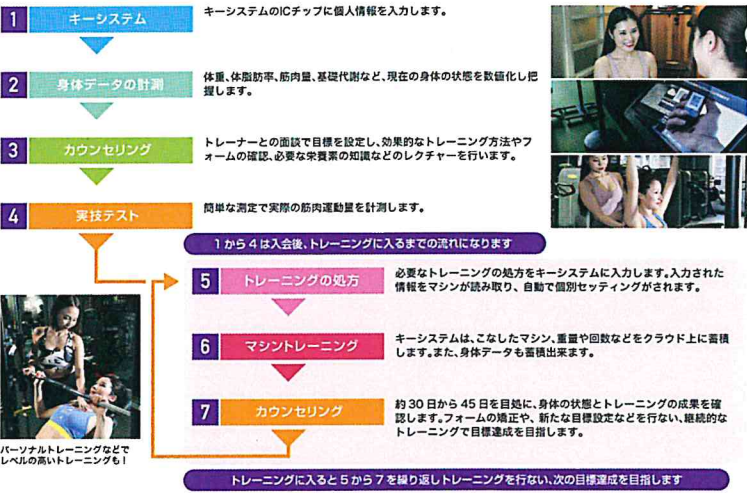 1 キーシステム
キーシステムのICチップに個人情報を入力します。
2 身体データの計測
体重、体脂肪率、筋肉量、基礎代謝など、現在の身体の状態を数値化し把
握します。
3 カウンセリング
トレーナーとの面談で目標を設定し、効果的なトレーニング方法やフ
ォームの確認、必要な栄養素の知識などのレクチャーを行います。
4 実技テスト
簡単な測定で実際の筋肉運動量を計測します。
1から4は入会後、トレーニングに入るまでの流れになります
5 トレーニングの処方
必要なトレーニングの処方をキーシステムに入力します。入力された
情報をマシンが読み取り、自動で個別セッティングがされます。
6 マシントレーニング
キーシステムは、こなしたマシン、重量や回数などをクラウド上に蓄積
します。また、身体データも蓄積出来ます。
7 カウンセリング
約30日から45日を目処に、身体の状態とトレーニングの成果を確
認します。フォームの矯正や、新たな目標設定などを行ない、継続的な
トレーニングで目標達成を目指します。
パーソナルトレーニングなどで
レベルの高いトレーニングも!
トレーニングに入ると5から7を繰り返しトレーニングを行ない、次の目標達成を目指します